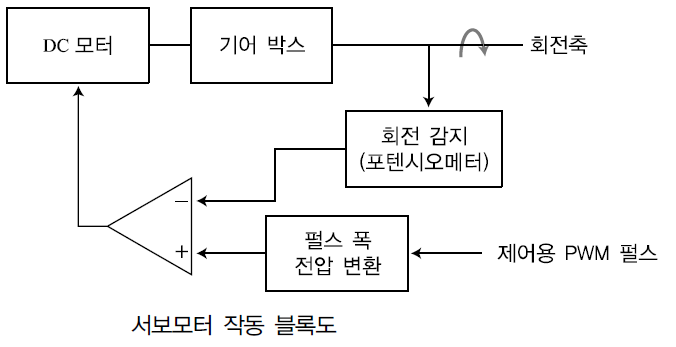 DC 모터
기어 박스
회전축
회전 감지
(포텐시오메터)
−
+
펄스 폭
전압 변환
제어용 PWM 펄스
서보모터 작동 블록도